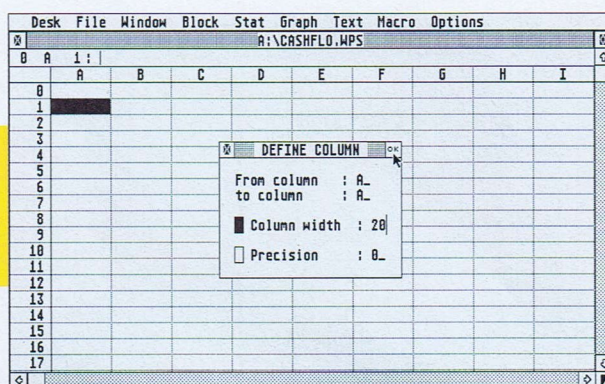 Desk File Window Block Stat Graph Text Macro Options
A:\CASHFLO.WPS
0 A 1:
A B C D E F G H I
0
1
2
3
4
5
6
7
8
9
10
11
12
13
14
15
16
17
DEFINE COLUMN OK
From column : A_
to column : A_
Column width : 20
Precision : 0_